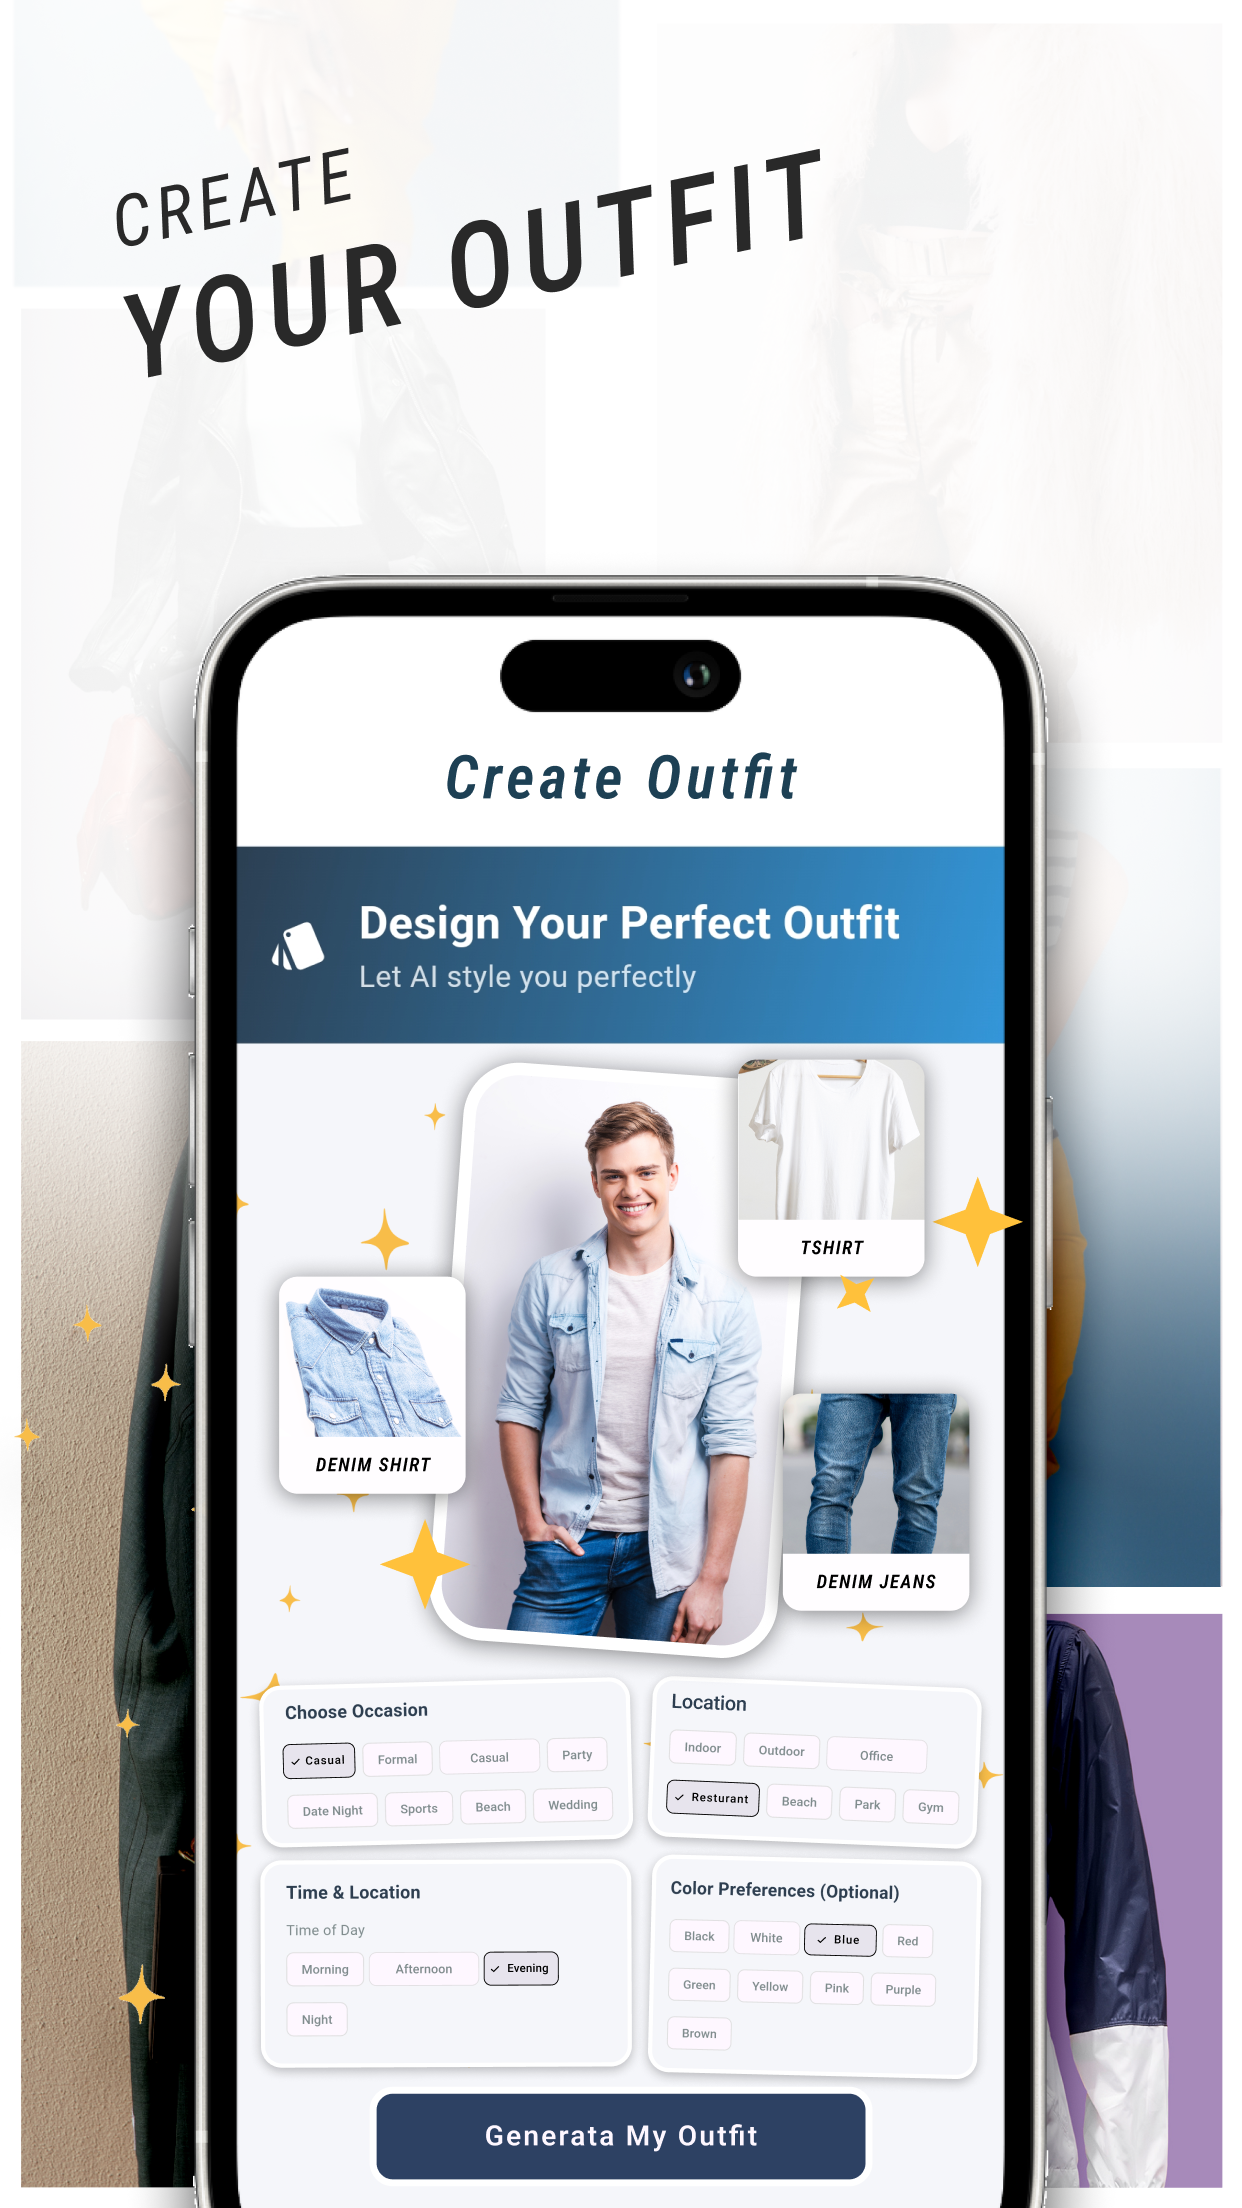 CREATE
YOUR OUTFIT
Create Outfit
Design Your Perfect Outfit
Let AI style you perfectly
TSHIRT
DENIM SHIRT
DENIM JEANS
Choose Occasion
Casual Formal Casual Party
Date Night Sports Beach Wedding
Location
Indoor Outdoor Office
Resturant Beach Park Gym
Time & Location
Time of Day
Morning Afternoon Evening
Night
Color Preferences (Optional)
Black White Blue Red
Green Yellow Pink Purple
Brown
Generata My Outfit